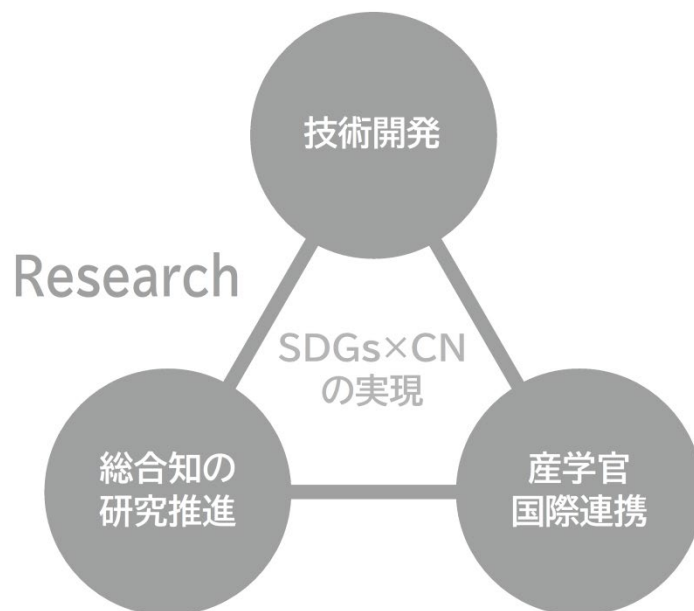 技術開発
Research
SDGs×CN
の実現
総合知の
研究推進
産学官
国際連携